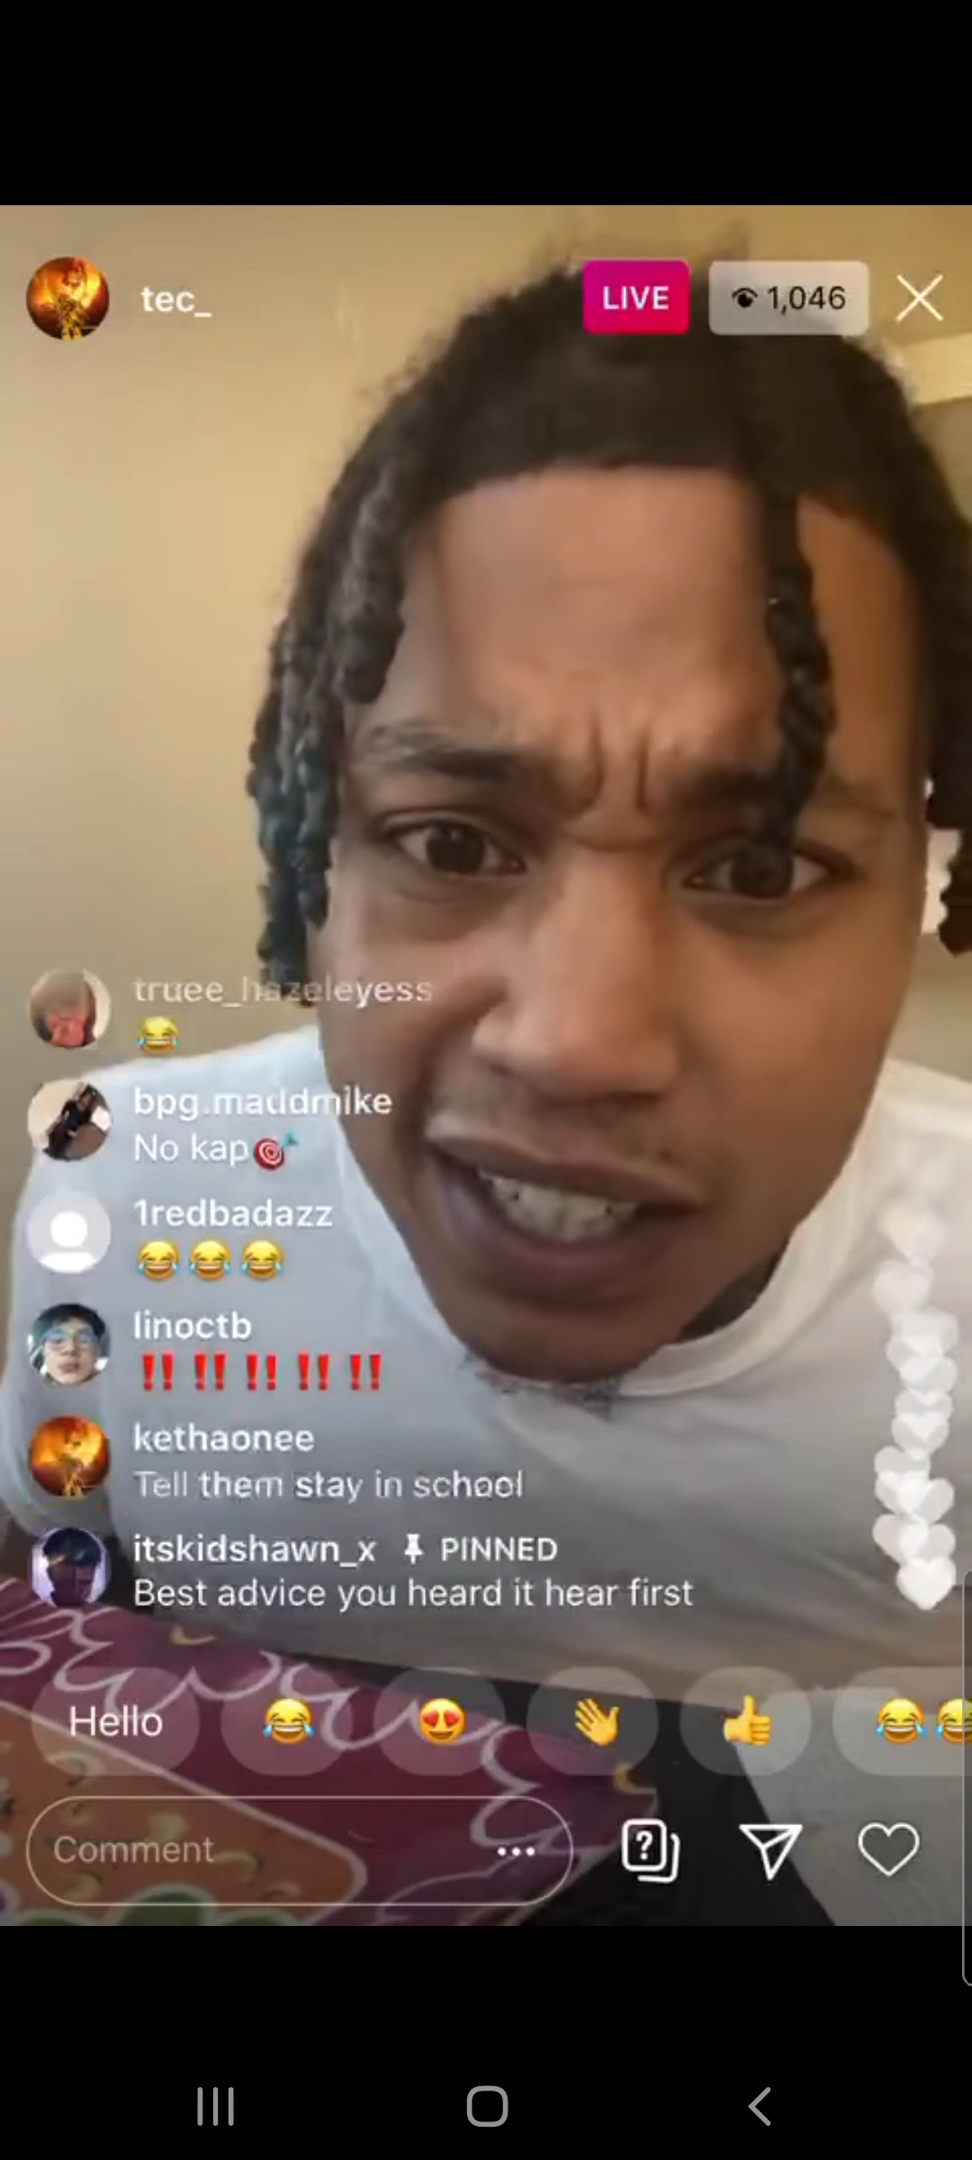 tec_
LIVE
1,046
truee_hazeleyess
😂
bpg.maddmike
No kap🎯
1redbadazz
😂😂😂
linoctb
‼️‼️‼️‼️‼️
kethaonee
Tell them stay in school
itskidshawn_x PINNED
Best advice you heard it hear first
Hello 😂 😍 👋 👍 😂😂
Comment